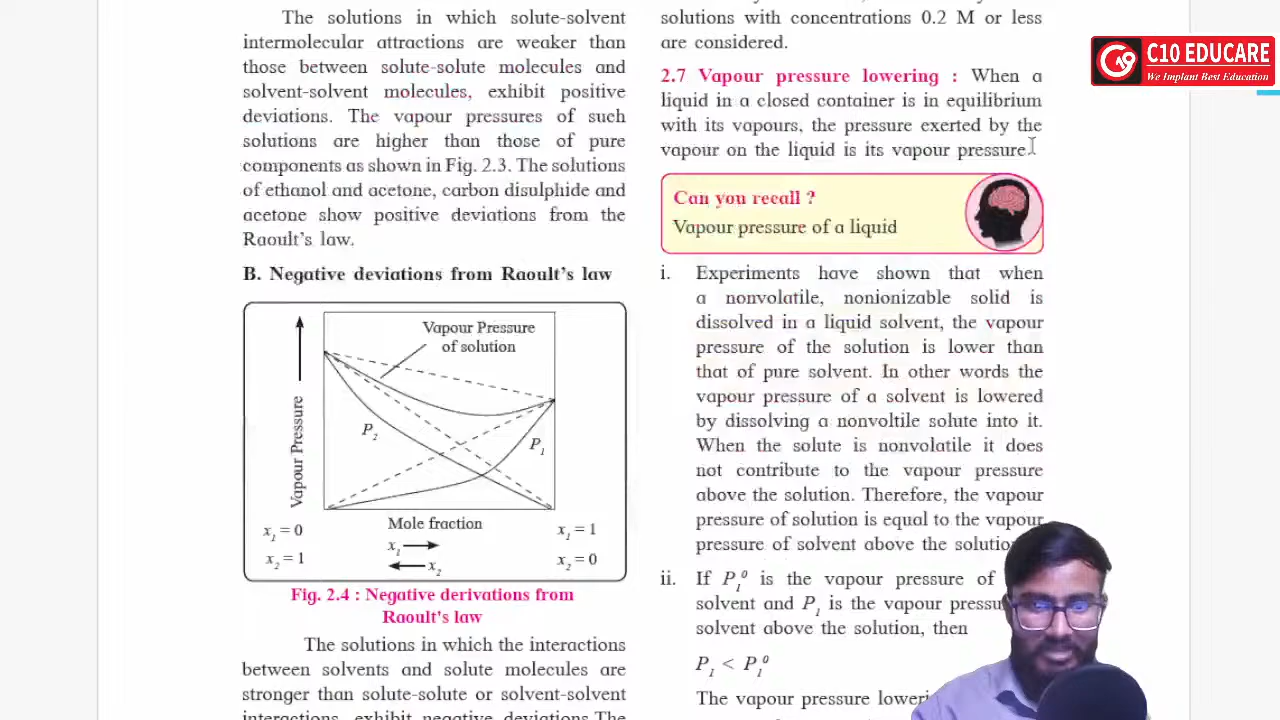 The solutions in which solute-solvent
intermolecular attractions are weaker than
those between solute-solute molecules and
solvent-solvent molecules, exhibit positive
deviations. The vapour pressures of such
solutions are higher than those of pure
components as shown in Fig. 2.3. The solutions
of ethanol and acetone, carbon disulphide and
acetone show positive deviations from the
Raoult's law.
B. Negative deviations from Raoult's law
Vapour Pressure
of solution
Vapour Pressure
P₂
P₁
x₁ = 0
Mole fraction
x₁ = 1
x₁ →
x₂ = 1
← x₂
x₂ = 0
Fig. 2.4 : Negative derivations from
Raoult's law
The solutions in which the interactions
between solvents and solute molecules are
stronger than solute-solute or solvent-solvent
interactions, exhibit negative deviations.The
solutions with concentrations 0.2 M or less
are considered.
2.7 Vapour pressure lowering : When a
liquid in a closed container is in equilibrium
with its vapours, the pressure exerted by the
vapour on the liquid is its vapour pressure
Can you recall ?
Vapour pressure of a liquid
i. Experiments have shown that when
a nonvolatile, nonionizable solid is
dissolved in a liquid solvent, the vapour
pressure of the solution is lower than
that of pure solvent. In other words the
vapour pressure of a solvent is lowered
by dissolving a nonvoltile solute into it.
When the solute is nonvolatile it does
not contribute to the vapour pressure
above the solution. Therefore, the vapour
pressure of solution is equal to the vapour
pressure of solvent above the solutio
ii. If P₁⁰ is the vapour pressure of
solvent and P₁ is the vapour pressu
solvent above the solution, then
P₁ < P₁⁰
The vapour pressure loweri
C10 EDUCARE
We Implant Best Education